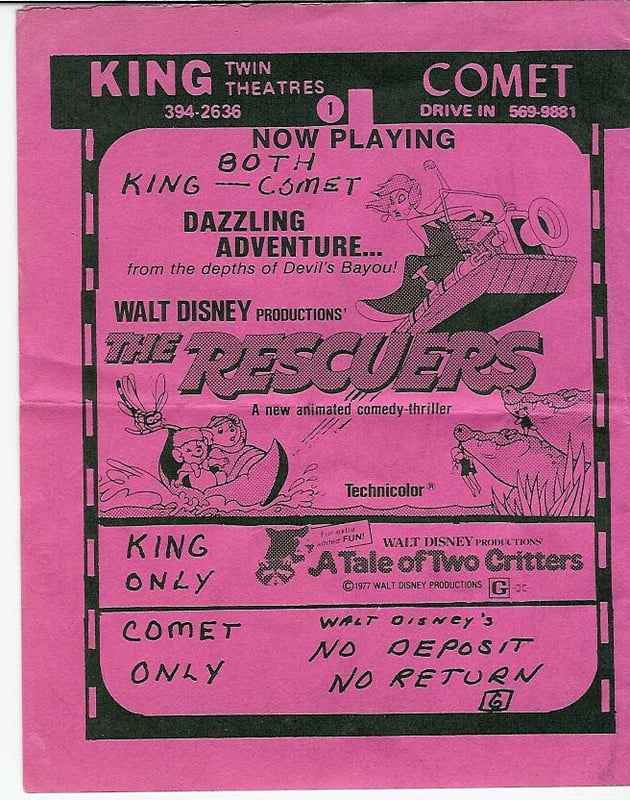 KING TWIN THEATRES
394-2636
1
COMET
DRIVE IN 569-9881
NOW PLAYING
BOTH
KING — COMET
DAZZLING
ADVENTURE...
from the depths of Devil's Bayou!
WALT DISNEY PRODUCTIONS'
THE RESCUERS
A new animated comedy-thriller
Technicolor®
KING
ONLY
For extra
added FUN!
WALT DISNEY PRODUCTIONS'
A Tale of Two Critters
©1977 WALT DISNEY PRODUCTIONS G
COMET
ONLY
WALT DISNEY'S
NO DEPOSIT
NO RETURN
G